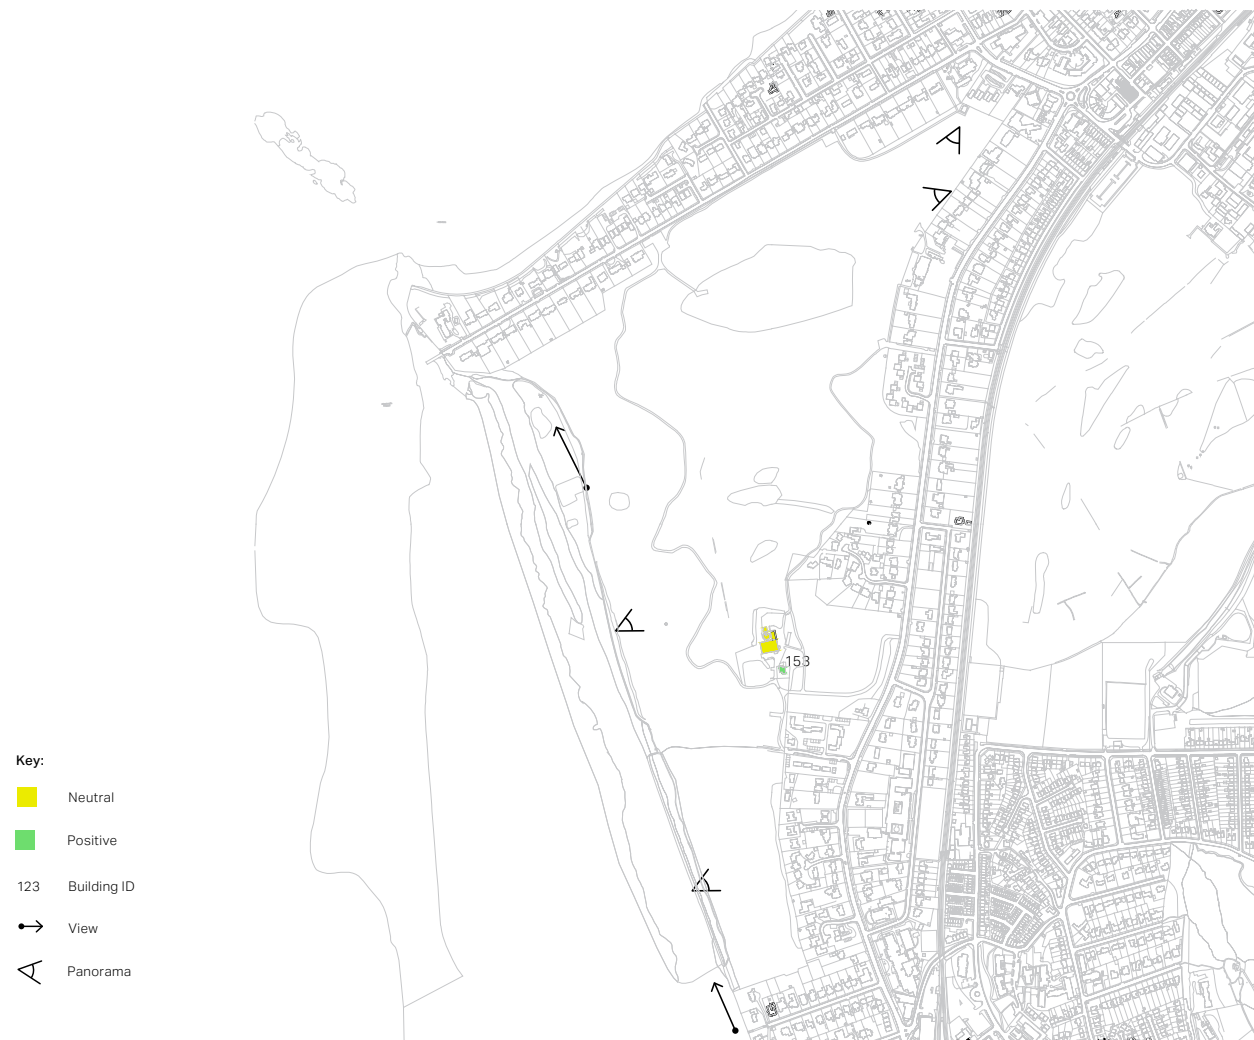 153
Key:
Neutral
Positive
123 Building ID
View
Panorama